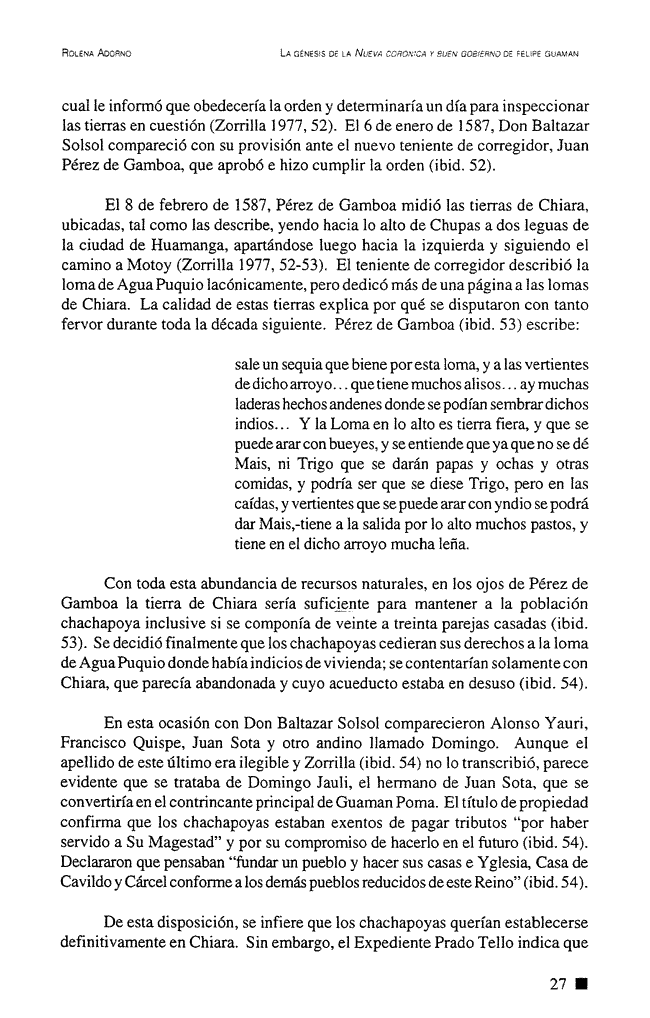 ROLENA ADORNO LA GÉNESIS DE LA NUEVA CORONICA Y BUEN GOBIERNO DE FELIPE GUAMAN
cual le informó que obedecería la orden y determinaría un día para inspeccionar
las tierras en cuestión (Zorrilla 1977, 52). El 6 de enero de 1587, Don Baltazar
Solsol compareció con su provisión ante el nuevo teniente de corregidor, Juan
Pérez de Gamboa, que aprobó e hizo cumplir la orden (ibid. 52).
El 8 de febrero de 1587, Pérez de Gamboa midió las tierras de Chiara,
ubicadas, tal como las describe, yendo hacia lo alto de Chupas a dos leguas de
la ciudad de Huamanga, apartándose luego hacia la izquierda y siguiendo el
camino a Motoy (Zorrilla 1977, 52-53). El teniente de corregidor describió la
loma de Agua Puquio lacónicamente, pero dedicó más de una página a las lomas
de Chiara. La calidad de estas tierras explica por qué se disputaron con tanto
fervor durante toda la década siguiente. Pérez de Gamboa (ibid. 53) escribe:
sale un sequia que biene por esta loma, y a las vertientes
de dicho arroyo... que tiene muchos alisos... ay muchas
laderas hechos andenes donde se podían sembrar dichos
indios... Y la Loma en lo alto es tierra fiera, y que se
puede arar con bueyes, y se entiende que ya que no se dé
Mais, ni Trigo que se darán papas y ochas y otras
comidas, y podría ser que se diese Trigo, pero en las
caídas, y vertientes que se puede arar con yndio se podrá
dar Mais,-tiene a la salida por lo alto muchos pastos, y
tiene en el dicho arroyo mucha leña.
Con toda esta abundancia de recursos naturales, en los ojos de Pérez de
Gamboa la tierra de Chiara sería suficiente para mantener a la población
chachapoya inclusive si se componía de veinte a treinta parejas casadas (ibid.
53). Se decidió finalmente que los chachapoyas cedieran sus derechos a la loma
de Agua Puquio donde había indicios de vivienda; se contentarían solamente con
Chiara, que parecía abandonada y cuyo acueducto estaba en desuso (ibid. 54).
En esta ocasión con Don Baltazar Solsol comparecieron Alonso Yauri,
Francisco Quispe, Juan Sota y otro andino llamado Domingo. Aunque el
apellido de este último era ilegible y Zorrilla (ibid. 54) no lo transcribió, parece
evidente que se trataba de Domingo Jauli, el hermano de Juan Sota, que se
convertiría en el contrincante principal de Guaman Poma. El título de propiedad
confirma que los chachapoyas estaban exentos de pagar tributos "por haber
servido a Su Magestad" y por su compromiso de hacerlo en el futuro (ibid. 54).
Declararon que pensaban "fundar un pueblo y hacer sus casas e Yglesia, Casa de
Cavildo y Cárcel conforme a los demás pueblos reducidos de este Reino" (ibid. 54).
De esta disposición, se infiere que los chachapoyas querían establecerse
definitivamente en Chiara. Sin embargo, el Expediente Prado Tello indica que
27